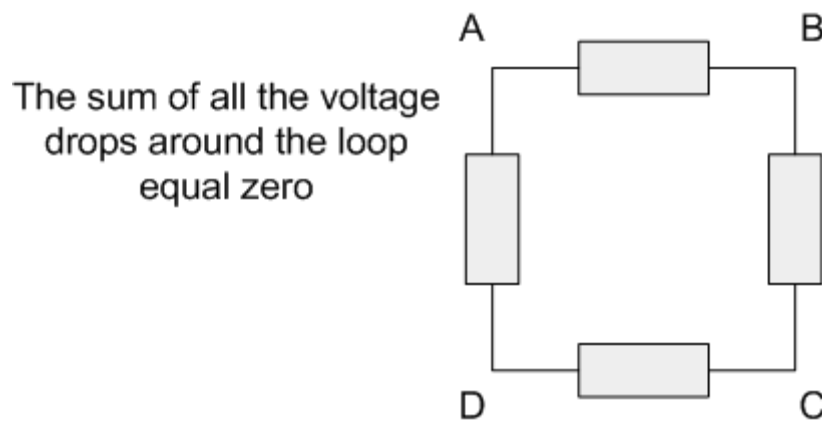 A B
The sum of all the voltage
drops around the loop
equal zero
D C